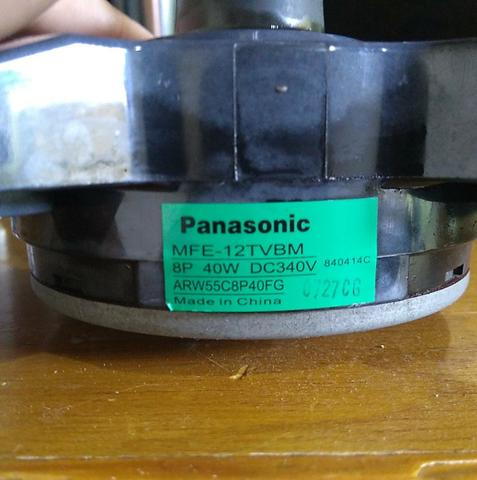 Panasonic
MFE-12TVBM
8P 40W DC340V 840414C
ARW55C8P40FG
Made in China